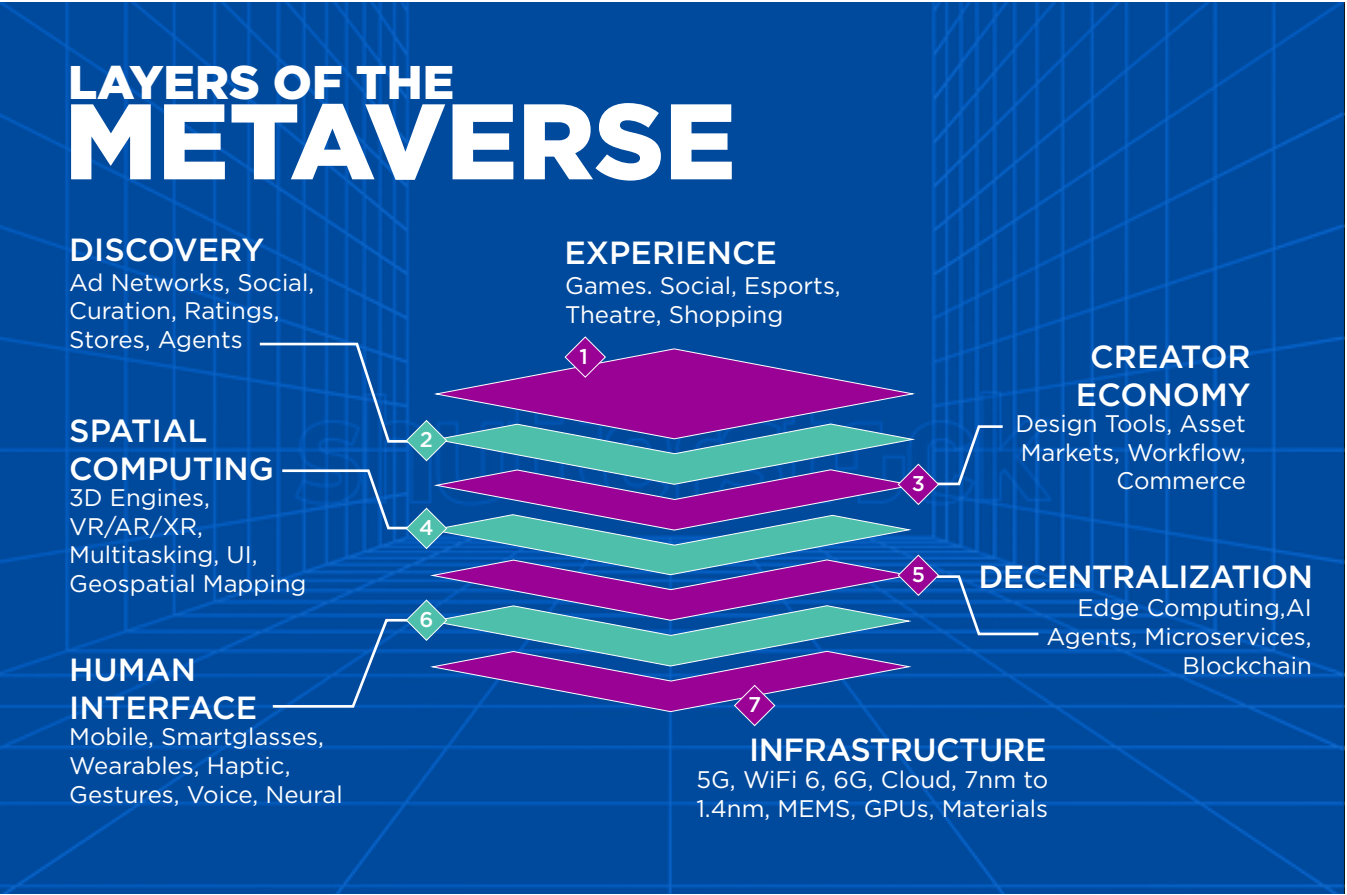 LAYERS OF THE
METAVERSE
DISCOVERY
Ad Networks, Social,
Curation, Ratings,
Stores, Agents
EXPERIENCE
Games. Social, Esports,
Theatre, Shopping
1
CREATOR
ECONOMY
Design Tools, Asset
Markets, Workflow,
Commerce
2
SPATIAL
COMPUTING
3D Engines,
VR/AR/XR,
Multitasking, UI,
Geospatial Mapping
3
4
5
DECENTRALIZATION
Edge Computing,AI
Agents, Microservices,
Blockchain
6
HUMAN
INTERFACE
Mobile, Smartglasses,
Wearables, Haptic,
Gestures, Voice, Neural
7
INFRASTRUCTURE
5G, WiFi 6, 6G, Cloud, 7nm to
1.4nm, MEMS, GPUs, Materials